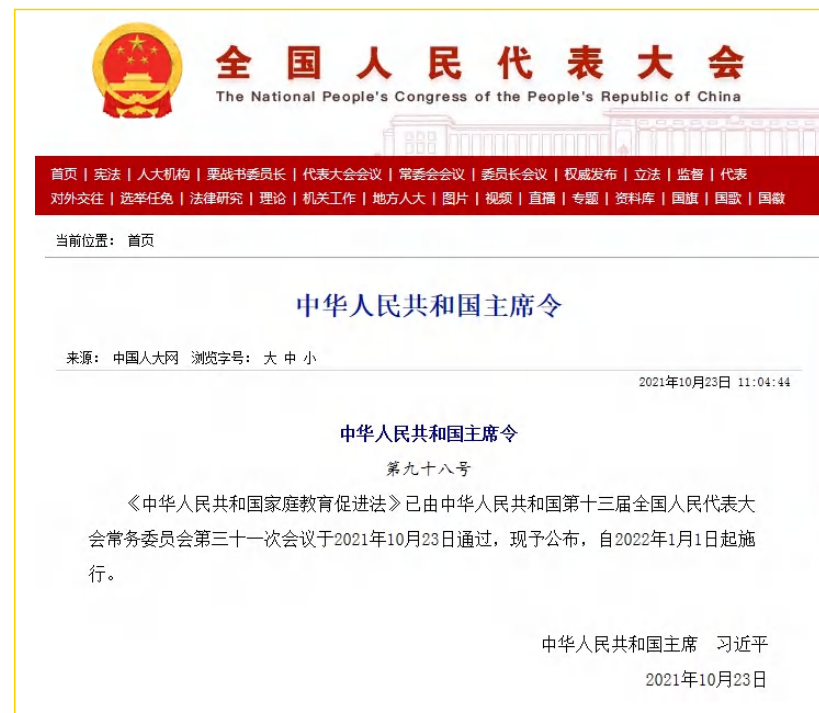 全国人民代表大会
The National People's Congress of the People's Republic of China
首页 | 宪法 | 人大机构 | 栗战书委员长 | 代表大会会议 | 常委会会议 | 委员长会议 | 权威发布 | 立法 | 监督 | 代表
对外交往 | 选举任免 | 法律研究 | 理论 | 机关工作 | 地方人大 | 图片 | 视频 | 直播 | 专题 | 资料库 | 国旗 | 国歌 | 国徽
当前位置： 首页
中华人民共和国主席令
来源： 中国人大网 浏览字号： 大 中 小
2021年10月23日 11:04:44
中华人民共和国主席令
第九十八号
《中华人民共和国家庭教育促进法》已由中华人民共和国第十三届全国人民代表大
会常务委员会第三十一次会议于2021年10月23日通过，现予公布，自2022年1月1日起施
行。
中华人民共和国主席 习近平
2021年10月23日